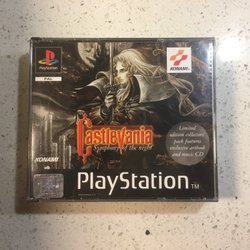 PAL
KONAMI
Castlevania
Symphony of the night
Limited
edition collectors
pack features
exclusive artbook
and music CD
KONAMI
PlayStation
TM